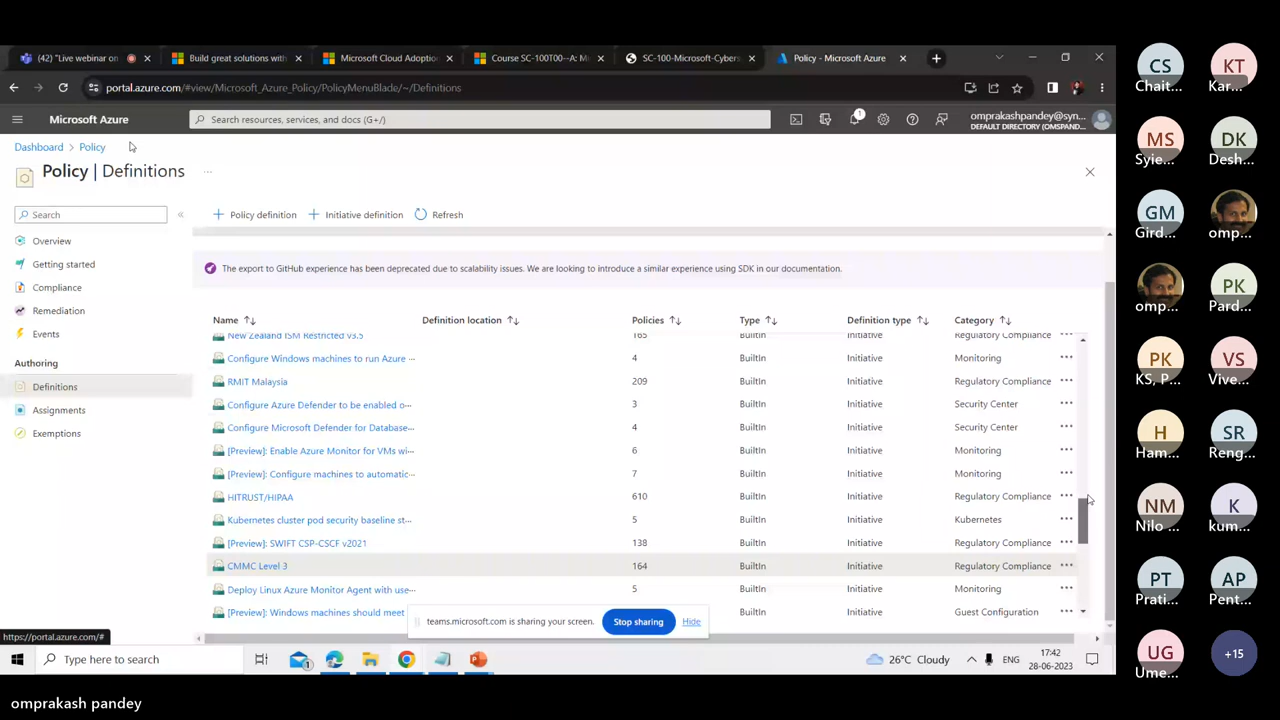 (42) "Live webinar on
Build great solutions with
Microsoft Cloud Adoptio
Course SC-100T00--A: M
SC-100-Microsoft-Cybers
Policy - Microsoft Azure
portal.azure.com/#view/Microsoft_Azure_Policy/PolicyMenuBlade/~/Definitions
Microsoft Azure
Search resources, services, and docs (G+/)
1
omprakashpandey@syn...
DEFAULT DIRECTORY (OMSPAND...
Dashboard > Policy >
Policy | Definitions ...
Search
Policy definition
Initiative definition
Refresh
Overview
Getting started
Compliance
Remediation
Events
Authoring
Definitions
Assignments
Exemptions
The export to GitHub experience has been deprecated due to scalability issues. We are looking to introduce a similar experience using SDK in our documentation.
Name Definition location Policies Type Definition type Category
New Zealand ISM Restricted v3.5 165 BuiltIn Initiative Regulatory Compliance ...
Configure Windows machines to run Azure ... 4 BuiltIn Initiative Monitoring ...
RMIT Malaysia 209 BuiltIn Initiative Regulatory Compliance ...
Configure Azure Defender to be enabled o... 3 BuiltIn Initiative Security Center ...
Configure Microsoft Defender for Database... 4 BuiltIn Initiative Security Center ...
[Preview]: Enable Azure Monitor for VMs wi... 6 BuiltIn Initiative Monitoring ...
[Preview]: Configure machines to automatic... 7 BuiltIn Initiative Monitoring ...
HITRUST/HIPAA 610 BuiltIn Initiative Regulatory Compliance ...
Kubernetes cluster pod security baseline st... 5 BuiltIn Initiative Kubernetes ...
[Preview]: SWIFT CSP-CSCF v2021 138 BuiltIn Initiative Regulatory Compliance ...
CMMC Level 3 164 BuiltIn Initiative Regulatory Compliance ...
Deploy Linux Azure Monitor Agent with use... 5 BuiltIn Initiative Monitoring ...
[Preview]: Windows machines should meet BuiltIn Initiative Guest Configuration ...
teams.microsoft.com is sharing your screen.
Stop sharing
Hide
https://portal.azure.com/#
Type here to search
1
26°C Cloudy
ENG
17:42
28-06-2023
CS
Chait...
KT
Kar...
MS
Syie...
DK
Desh...
GM
Gird...
omp...
omp...
PK
Pard...
PK
KS, P...
VS
Vive...
H
Ham...
SR
Reng...
NM
Nilo ...
K
kum...
PT
Prati...
AP
Pent...
UG
Ume...
+15
omprakash pandey